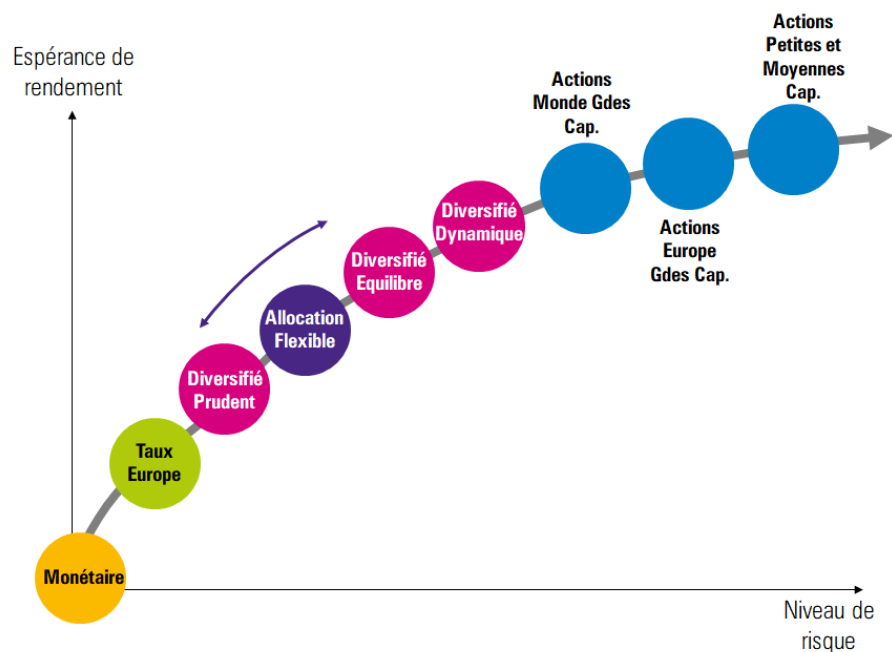 Espérance de
rendement
Actions
Petites et
Moyennes
Cap.
Actions
Monde Gdes
Cap.
Actions
Europe
Gdes Cap.
Diversifié
Dynamique
Diversifié
Equilibre
Allocation
Flexible
Diversifié
Prudent
Taux
Europe
Monétaire
Niveau de
risque